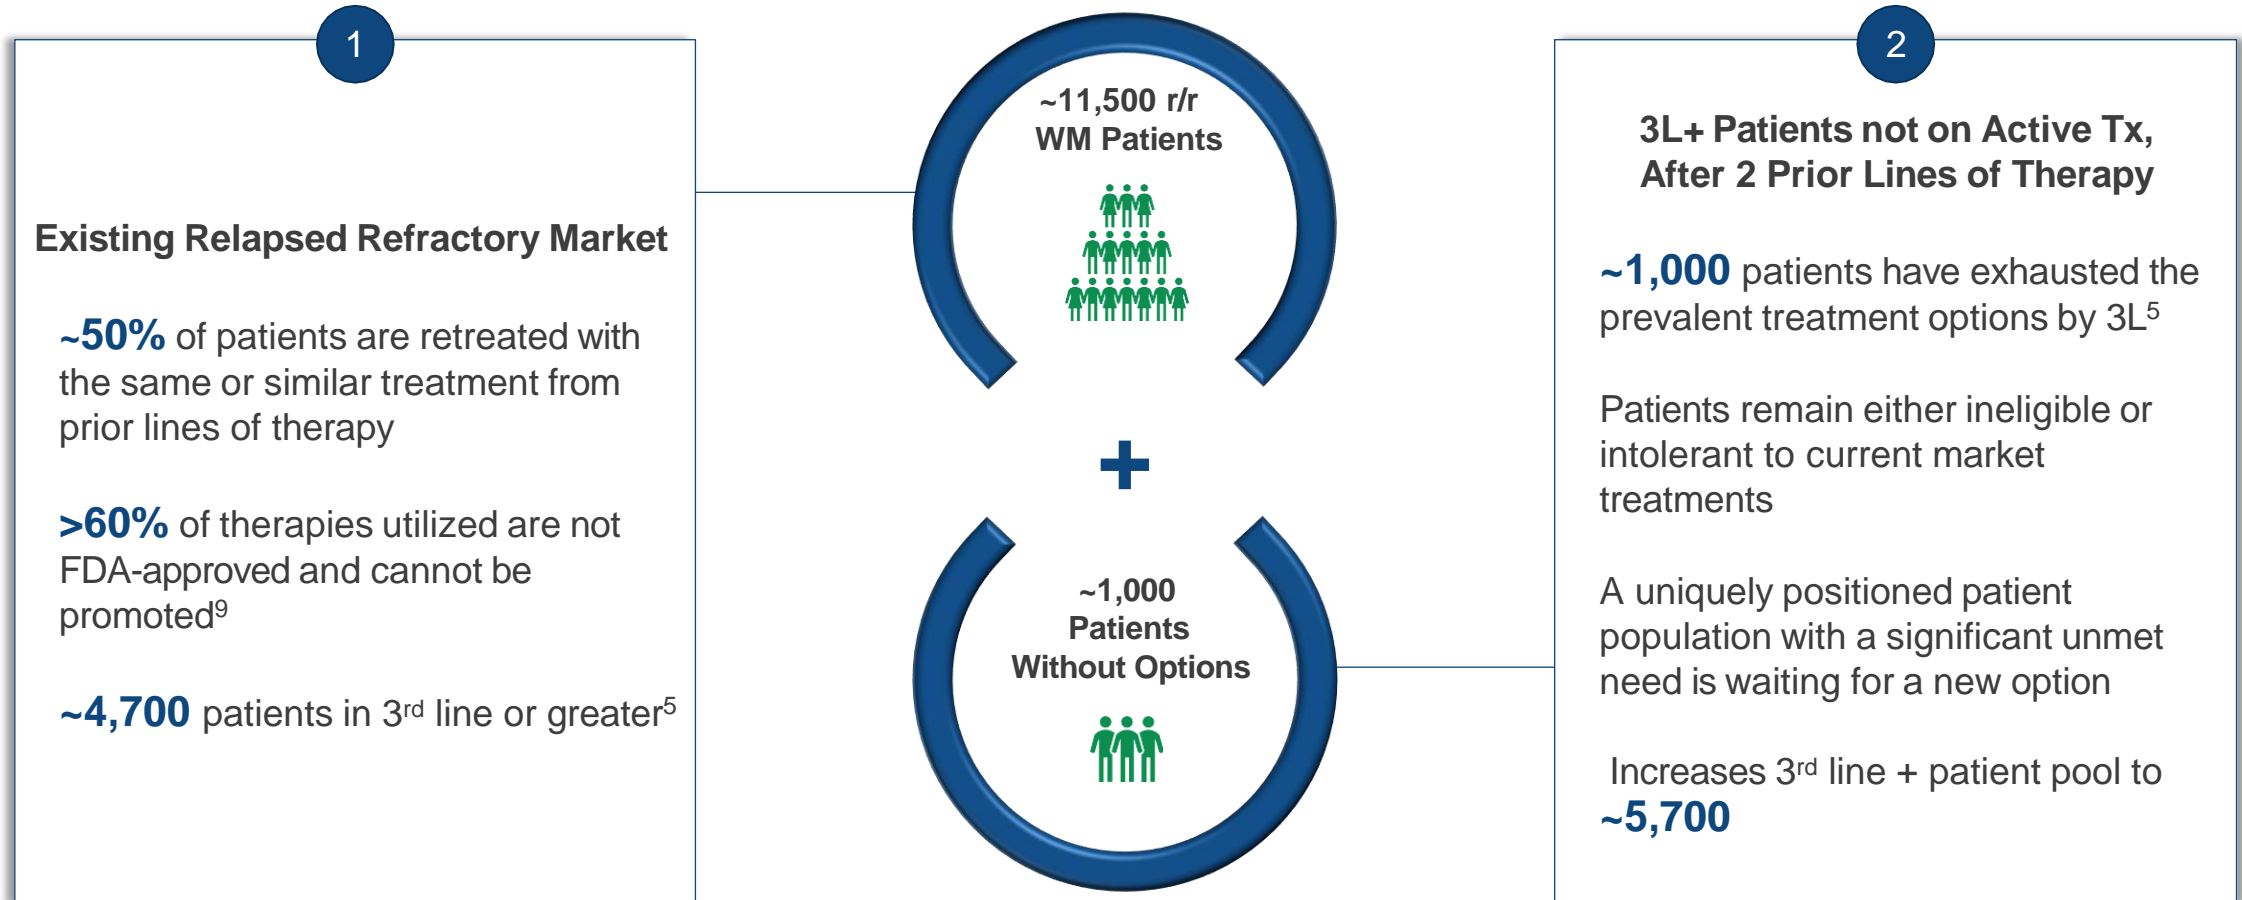 1
Existing Relapsed Refractory Market
~50% of patients are retreated with
the same or similar treatment from
prior lines of therapy
>60% of therapies utilized are not
FDA-approved and cannot be
promoted9
~4,700 patients in 3rd line or greater5
~11,500 r/r
WM Patients
+
~1,000
Patients
Without Options
2
3L+ Patients not on Active Tx,
After 2 Prior Lines of Therapy
~1,000 patients have exhausted the
prevalent treatment options by 3L5
Patients remain either ineligible or
intolerant to current market
treatments
A uniquely positioned patient
population with a significant unmet
need is waiting for a new option
Increases 3rd line + patient pool to
~5,700